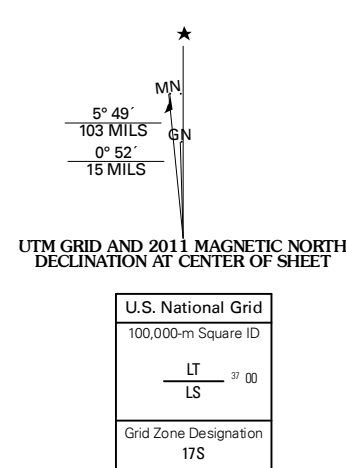 ★
MN
5° 49´
103 MILS
GN
0° 52´
15 MILS
UTM GRID AND 2011 MAGNETIC NORTH
DECLINATION AT CENTER OF SHEET
U.S. National Grid
100,000-m Square ID
LT
37 00
LS
Grid Zone Designation
17S